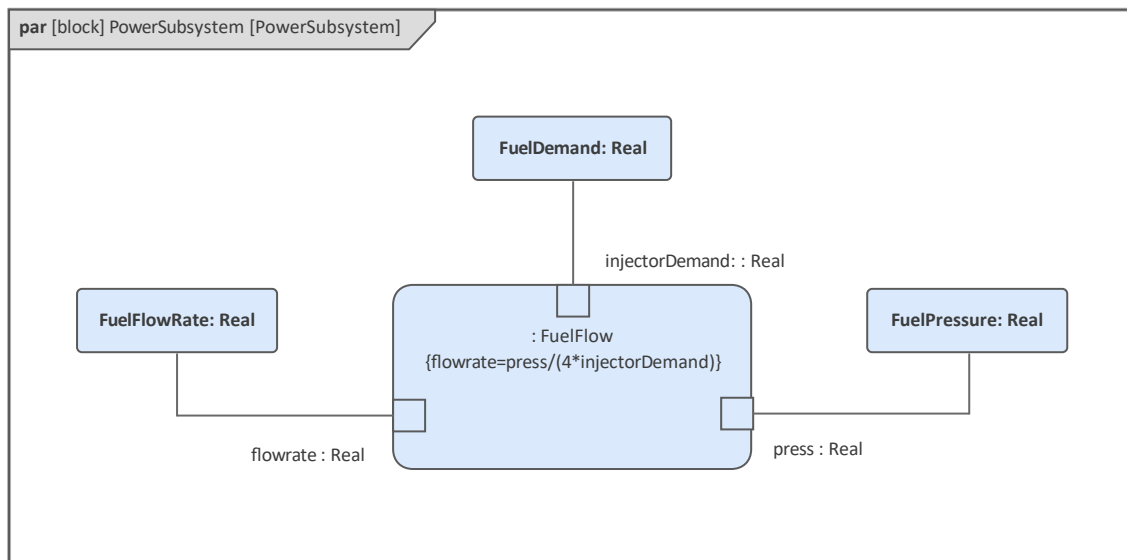 par [block] PowerSubsystem [PowerSubsystem]
FuelDemand: Real
injectorDemand: : Real
FuelFlowRate: Real
FuelPressure: Real
: FuelFlow
{flowrate=press/(4*injectorDemand)}
flowrate : Real
press : Real